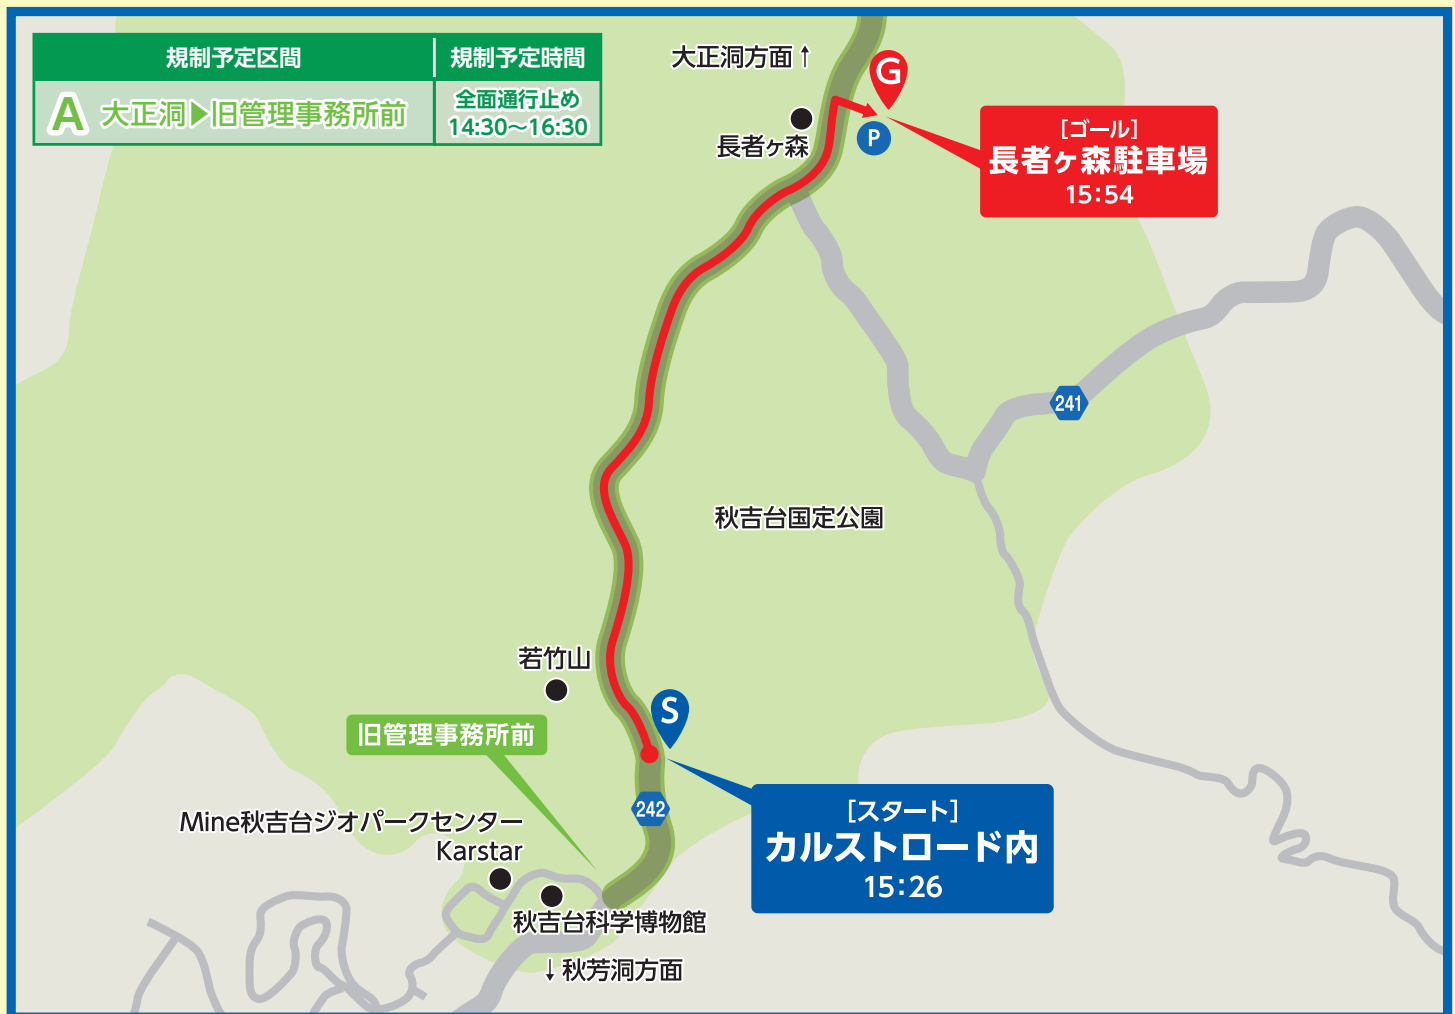 規制予定区間
規制予定時間
A 大正洞▶旧管理事務所前
全面通行止め
14:30〜16:30
大正洞方面↑
G
P
長者ヶ森
［ゴール］
長者ヶ森駐車場
15:54
241
秋吉台国定公園
若竹山
S
旧管理事務所前
242
［スタート］
カルストロード内
15:26
Mine秋吉台ジオパークセンター
Karstar
秋吉台科学博物館
↓秋芳洞方面